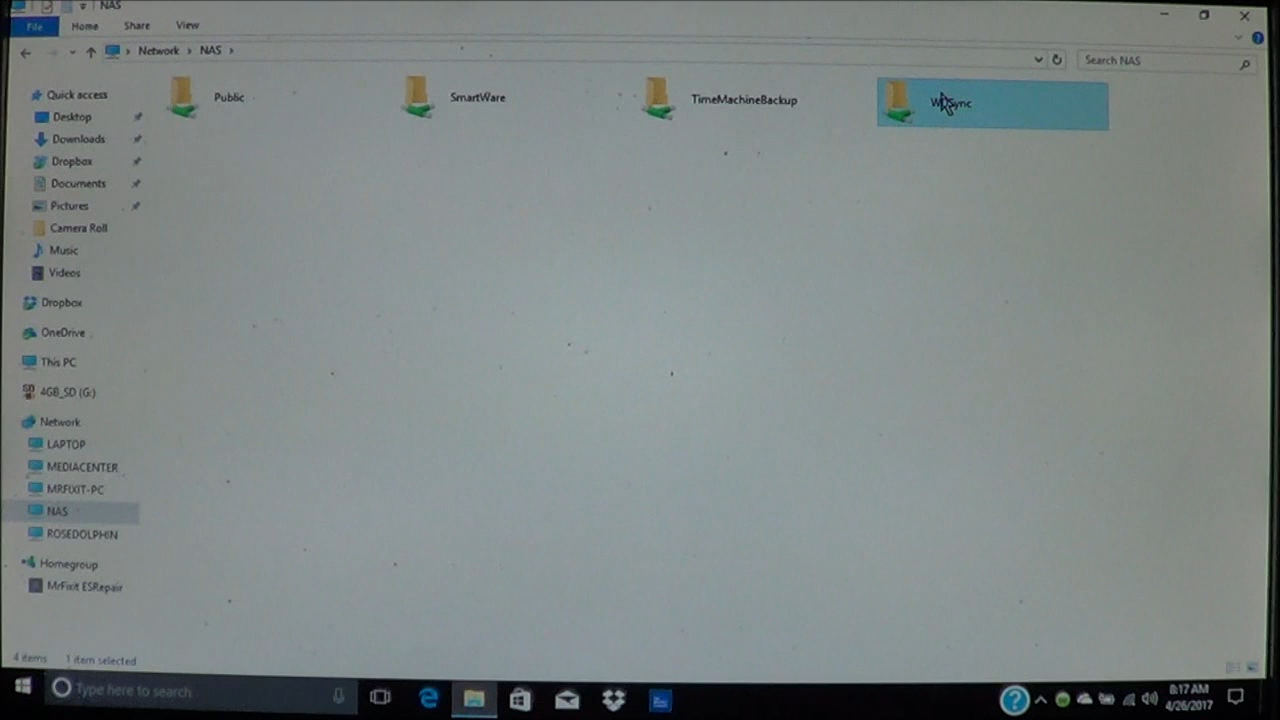 NAS
File Home Share View
Network > NAS >
Search NAS
Quick access
Desktop
Downloads
Dropbox
Documents
Pictures
Camera Roll
Music
Videos
Dropbox
OneDrive
This PC
4GB_SD (G:)
Network
LAPTOP
MEDIACENTER
MRFIXIT-PC
NAS
ROSEDOLPHIN
Homegroup
MrFixit ESRepair
Public
SmartWare
TimeMachineBackup
4 items 1 item selected
Type here to search
8:17 AM
4/26/2017